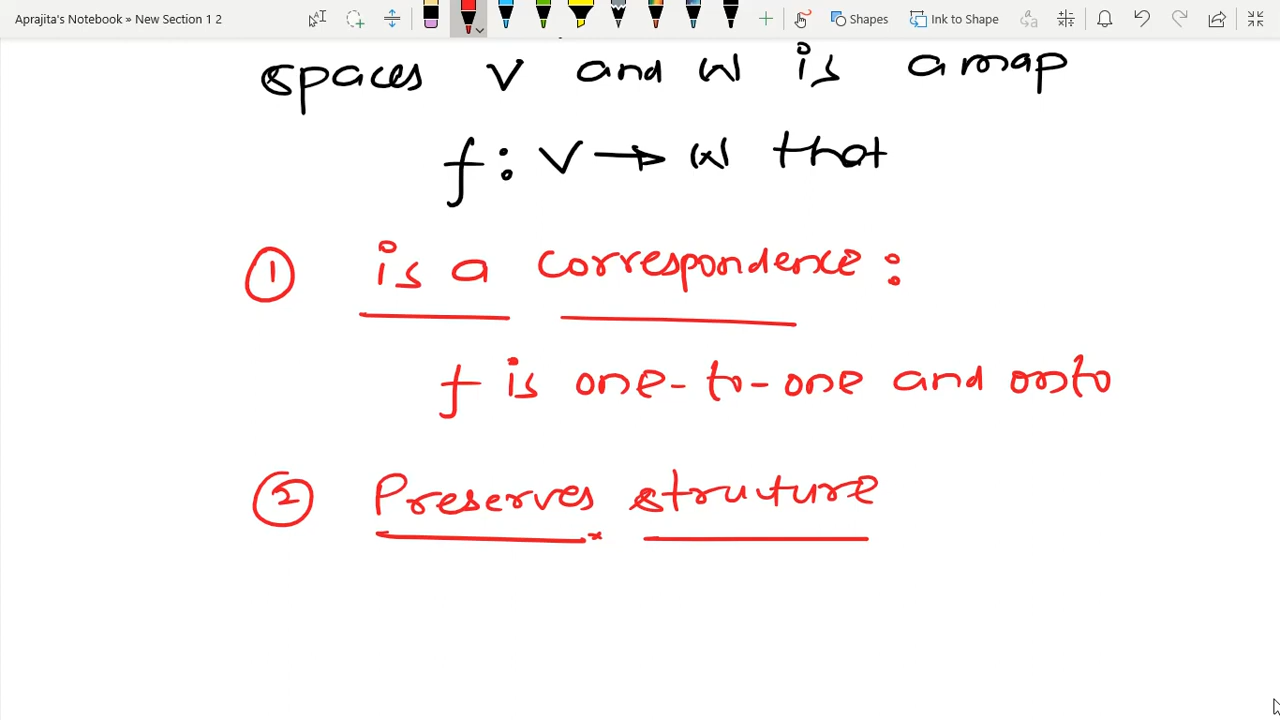 Aprajita's Notebook » New Section 1 2
Shapes
Ink to Shape
spaces V and W is a map
f : V → W that
① is a correspondence :
f is one-to-one and onto
② Preserves structure